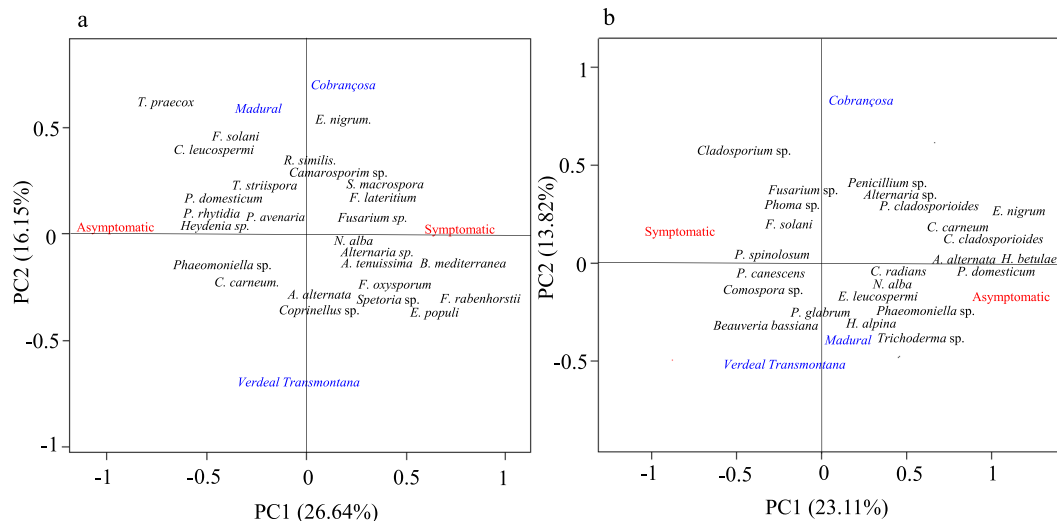 a
b
Cobrançosa
T. praecox
Madural
E. nigrum.
0.5
F. solani
C. leucospermi
R. similis.
Camarosporim sp.
T. striispora
S. macrospora
P. domesticum
F. lateritium
P. rhytidia
P. avenaria
Fusarium sp.
Heydenia sp.
Asymptomatic
Symptomatic
0
N. alba
Alternaria sp.
Phaeomoniella sp.
A. tenuissima
B. mediterranea
C. carneum.
F. oxysporum
A. alternata
Spetoria sp.
F. rabenhorstii
Coprinellus sp.
E. populi
-0.5
Verdeal Transmontana
-1
-1
-0.5
0
0.5
1
PC1 (26.64%)
PC2 (16.15%)
1
Cobrançosa
Cladosporium sp.
0.5
Penicillium sp.
Fusarium sp.
Alternaria sp.
Phoma sp.
P. cladosporioides
E. nigrum
F. solani
C. carneum
Symptomatic
C. cladosporioides
P. spinolosum
A. alternata
H. betulae
0
P. canescens
C. radians
P. domesticum
N. alba
Comospora sp.
E. leucospermi
Asymptomatic
P. glabrum
Phaemoniella sp.
Beauveria bassiana
H. alpina
Madural
Trichoderma sp.
-0.5
Verdeal Transmontana
-1
-0.5
0
0.5
1
PC1 (23.11%)
PC2 (13.82%)